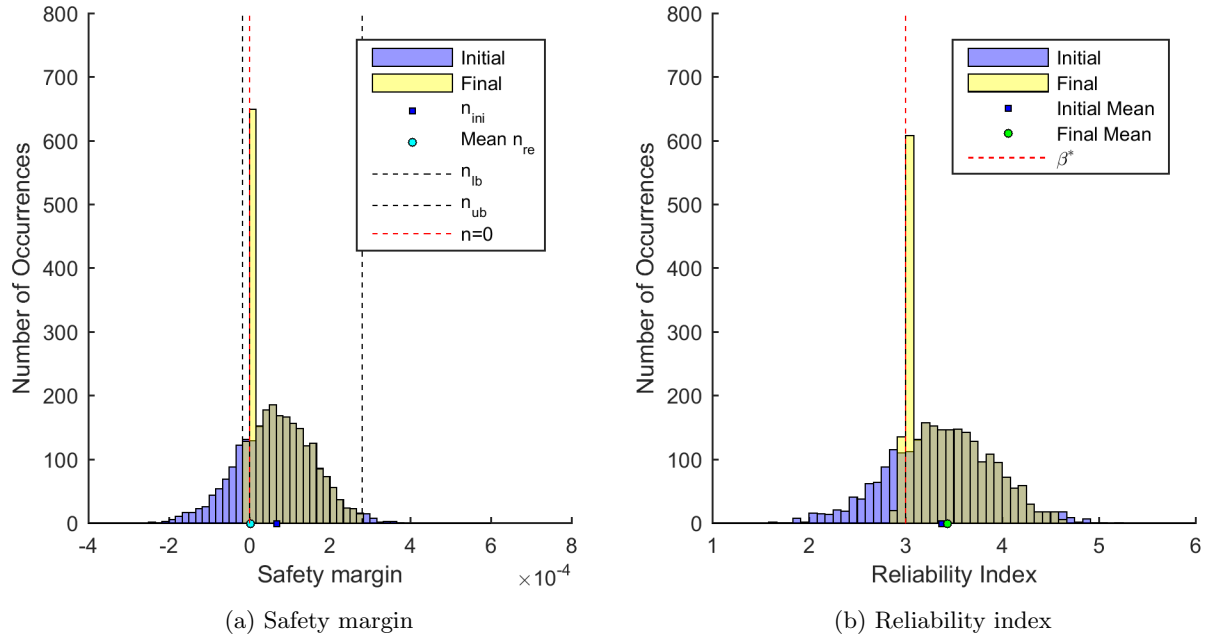 800
700
600
500
400
300
200
100
0
Number of Occurrences
-4 -2 0 2 4 6 8
Safety margin
×10⁻⁴
Initial
Final
n_ini
Mean n_re
n_lb
n_ub
n=0
(a) Safety margin
800
700
600
500
400
300
200
100
0
Number of Occurrences
1 2 3 4 5 6
Reliability Index
Initial
Final
Initial Mean
Final Mean
β*
(b) Reliability index